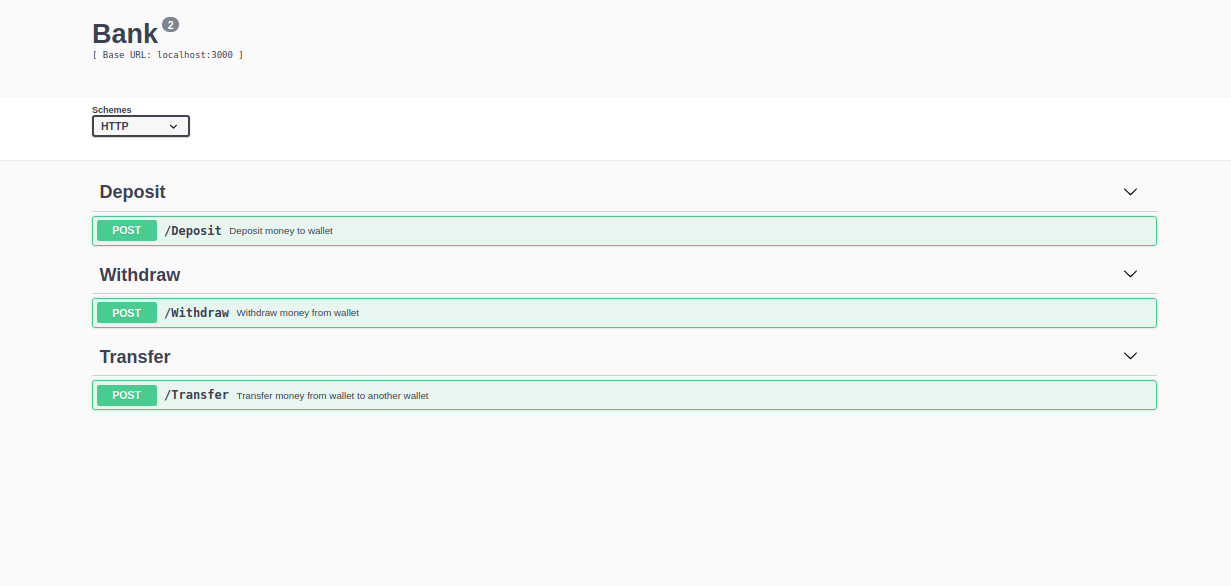 Bank 2
[ Base URL: localhost:3000 ]
Schemes
HTTP
Deposit
POST /Deposit Deposit money to wallet
Withdraw
POST /Withdraw Withdraw money from wallet
Transfer
POST /Transfer Transfer money from wallet to another wallet